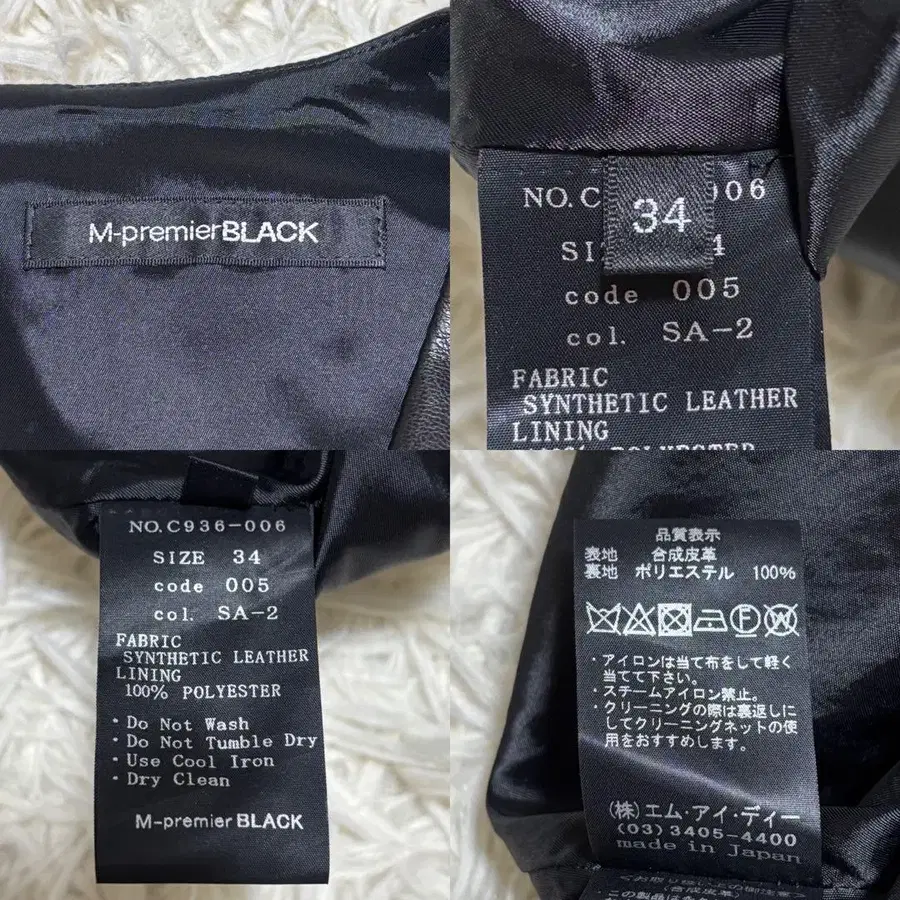 M-premierBLACK
NO.C 006
34
SI 4
code 005
col. SA-2
FABRIC
SYNTHETIC LEATHER
LINING
POLYESTER
NO.C936-006
SIZE 34
code 005
col. SA-2
FABRIC
SYNTHETIC LEATHER
LINING
100% POLYESTER
・Do Not Wash
・Do Not Tumble Dry
・Use Cool Iron
・Dry Clean
M-premierBLACK
品質表示
表地 合成皮革
裏地 ポリエステル 100%
・アイロンは当て布をして軽く
当てて下さい。
・スチームアイロン禁止。
・クリーニングの際は裏返しに
してクリーニングネットの使
用をおすすめします。
(株)エム・アイ・ディー
(03)3405-4400
made in Japan
(合成皮革)